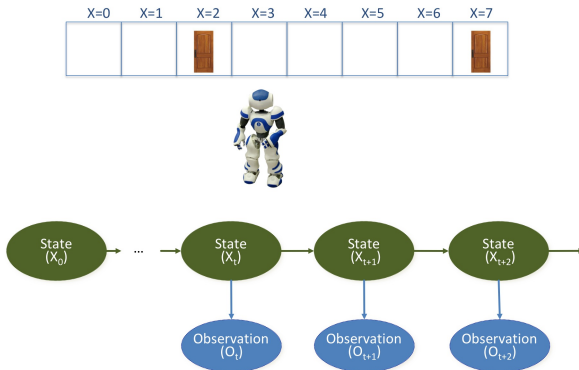 X=0 X=1 X=2 X=3 X=4 X=5 X=6 X=7
State State State State
(X₀) ... (Xₜ) (Xₜ₊₁) (Xₜ₊₂)
Observation Observation Observation
(Oₜ) (Oₜ₊₁) (Oₜ₊₂)